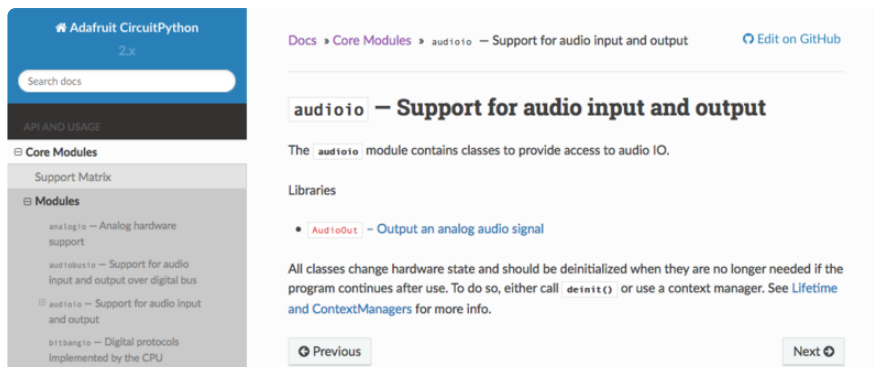 Adafruit CircuitPython
2.x
Search docs
API AND USAGE
Core Modules
Support Matrix
Modules
analogio — Analog hardware
support
audiobusio — Support for audio
input and output over digital bus
audioio — Support for audio input
and output
bitbangio — Digital protocols
implemented by the CPU
Docs » Core Modules » audioio — Support for audio input and output
Edit on GitHub
audioio — Support for audio input and output
The audioio module contains classes to provide access to audio IO.
Libraries
• AudioOut – Output an analog audio signal
All classes change hardware state and should be deinitialized when they are no longer needed if the
program continues after use. To do so, either call deinit() or use a context manager. See Lifetime
and ContextManagers for more info.
Previous
Next